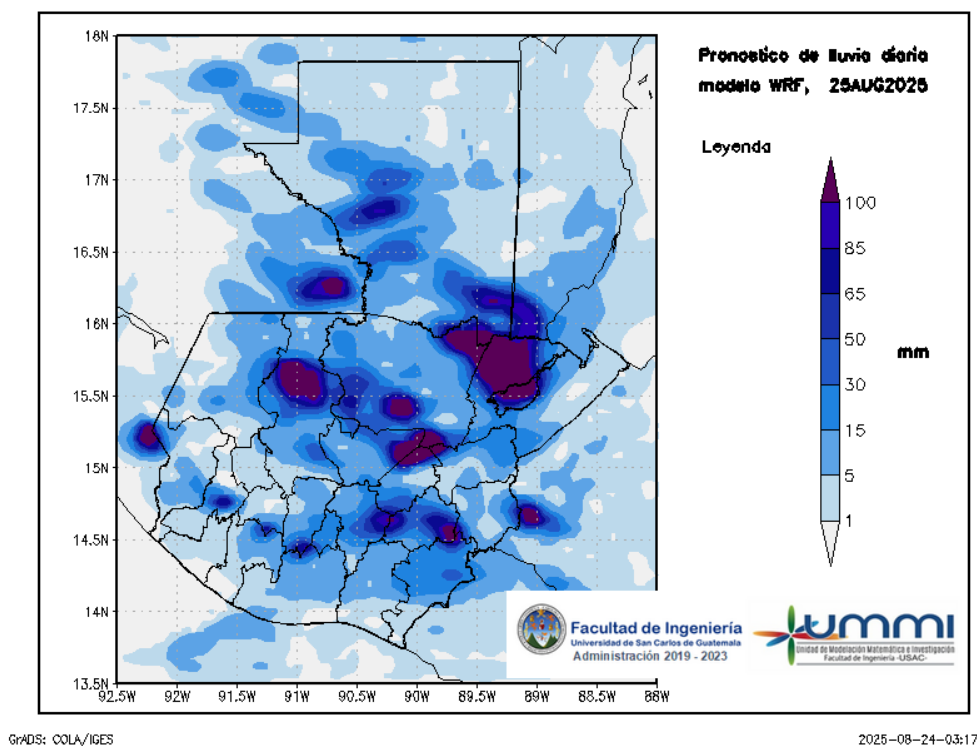 Pronostico de lluvia diaria
modelo WRF, 25AUG2025
Leyenda
100
85
65
50
30
15
5
1
mm
18N
17.5N
17N
16.5N
16N
15.5N
15N
14.5N
14N
13.5N
92.5W 92W 91.5W 91W 90.5W 90W 89.5W 89W 88.5W 88W
Facultad de Ingeniería
Universidad de San Carlos de Guatemala
Administración 2019 - 2023
ummi
Unidad de Modelación Matemática e Investigación
Facultad de Ingeniería -USAC-
GrADS: COLA/IGES
2025-08-24-03:17